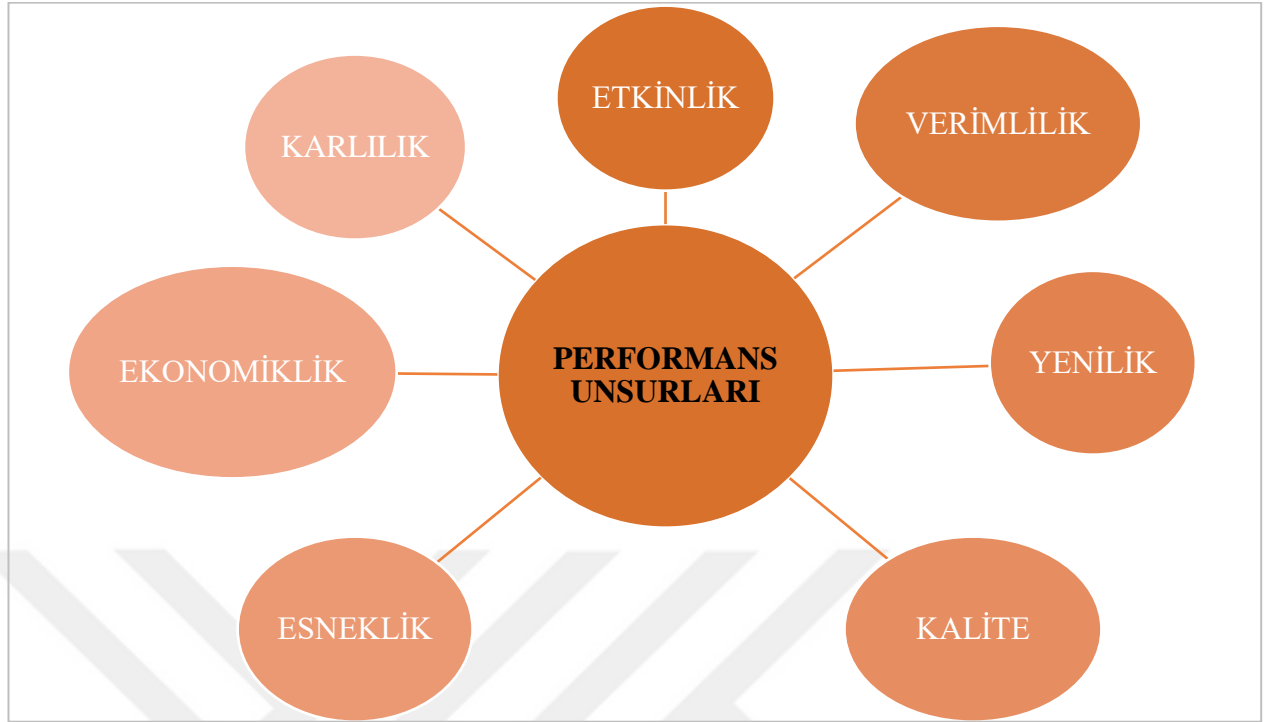 ETKİNLİK
VERİMLİLİK
KARLILIK
EKONOMİKLİK
PERFORMANS
UNSURLARI
YENİLİK
ESNEKLİK
KALİTE